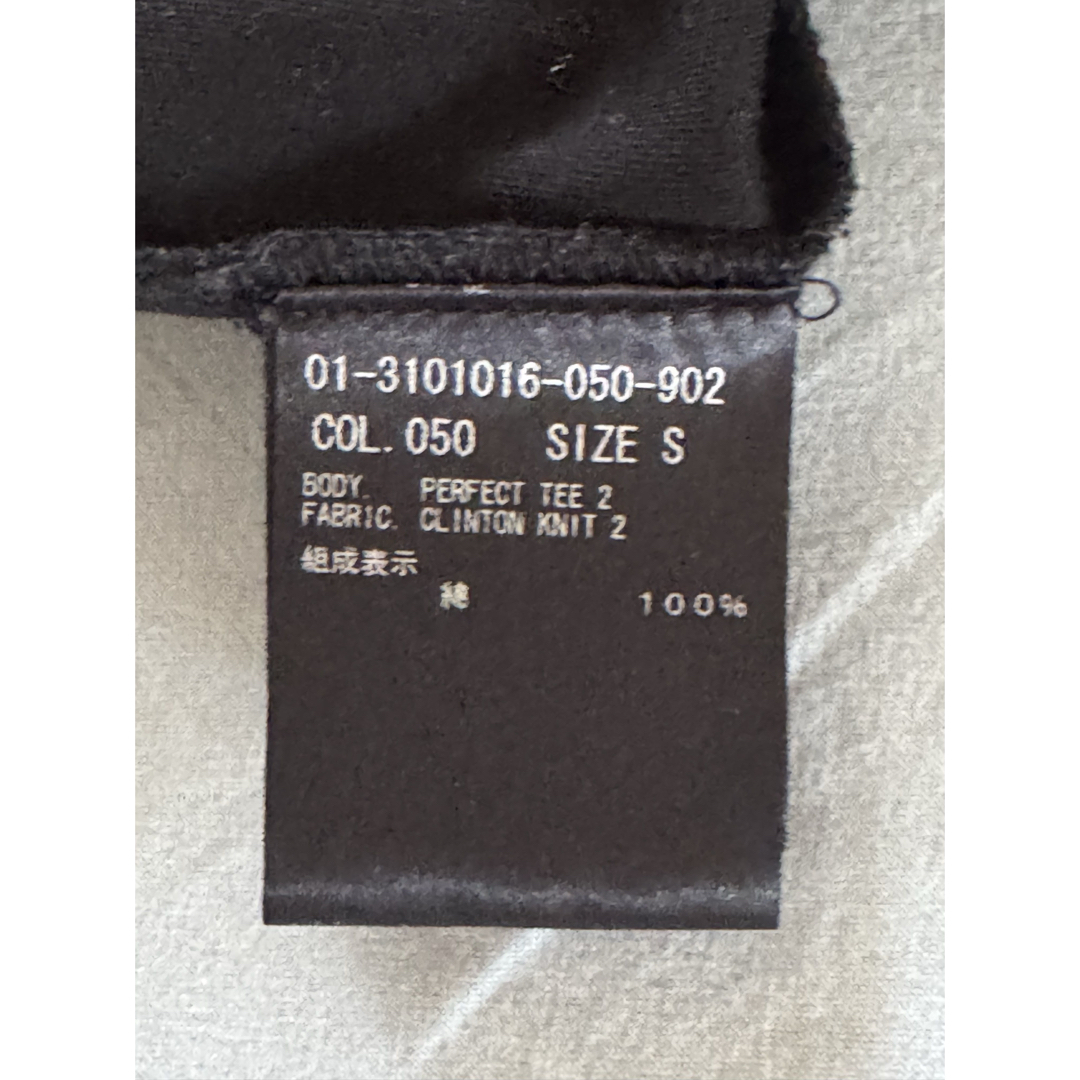 01-3101016-050-902
COL. 050 SIZE S
BODY. PERFECT TEE 2
FABRIC. CLINTON KNIT 2
組成表示
綿 100%